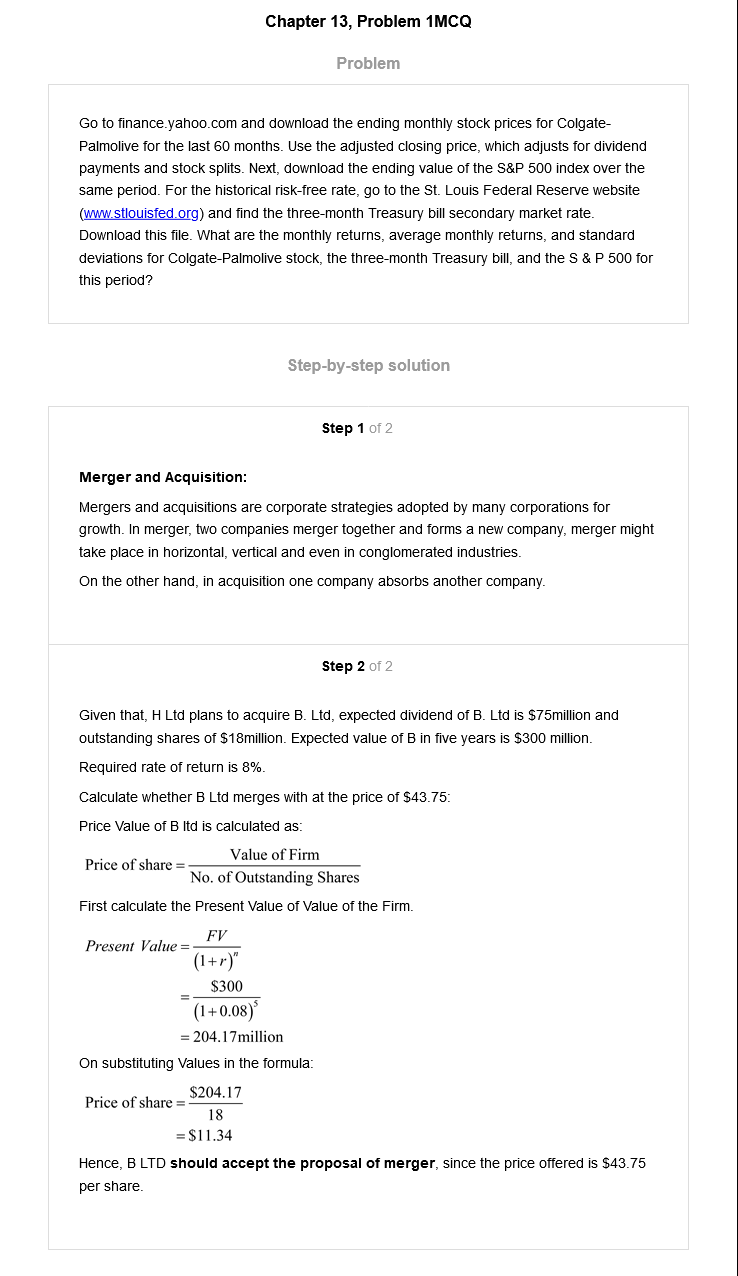 Chapter 13, Problem 1MCQ
Problem
Go to finance.yahoo.com and download the ending monthly stock prices for Colgate-
Palmolive for the last 60 months. Use the adjusted closing price, which adjusts for dividend
payments and stock splits. Next, download the ending value of the S&P 500 index over the
same period. For the historical risk-free rate, go to the St. Louis Federal Reserve website
(www.stlouisfed.org) and find the three-month Treasury bill secondary market rate.
Download this file. What are the monthly returns, average monthly returns, and standard
deviations for Colgate-Palmolive stock, the three-month Treasury bill, and the S & P 500 for
this period?
Step-by-step solution
Step 1 of 2
Merger and Acquisition:
Mergers and acquisitions are corporate strategies adopted by many corporations for
growth. In merger, two companies merger together and forms a new company, merger might
take place in horizontal, vertical and even in conglomerated industries.
On the other hand, in acquisition one company absorbs another company.
Step 2 of 2
Given that, H Ltd plans to acquire B. Ltd, expected dividend of B. Ltd is $75million and
outstanding shares of $18million. Expected value of B in five years is $300 million.
Required rate of return is 8%.
Calculate whether B Ltd merges with at the price of $43.75:
Price Value of B ltd is calculated as:
Price of share = Value of Firm / No. of Outstanding Shares
First calculate the Present Value of Value of the Firm.
Present Value = FV / (1+r)^n
= $300 / (1+0.08)^5
= 204.17million
On substituting Values in the formula:
Price of share = $204.17 / 18
= $11.34
Hence, B LTD should accept the proposal of merger, since the price offered is $43.75
per share.